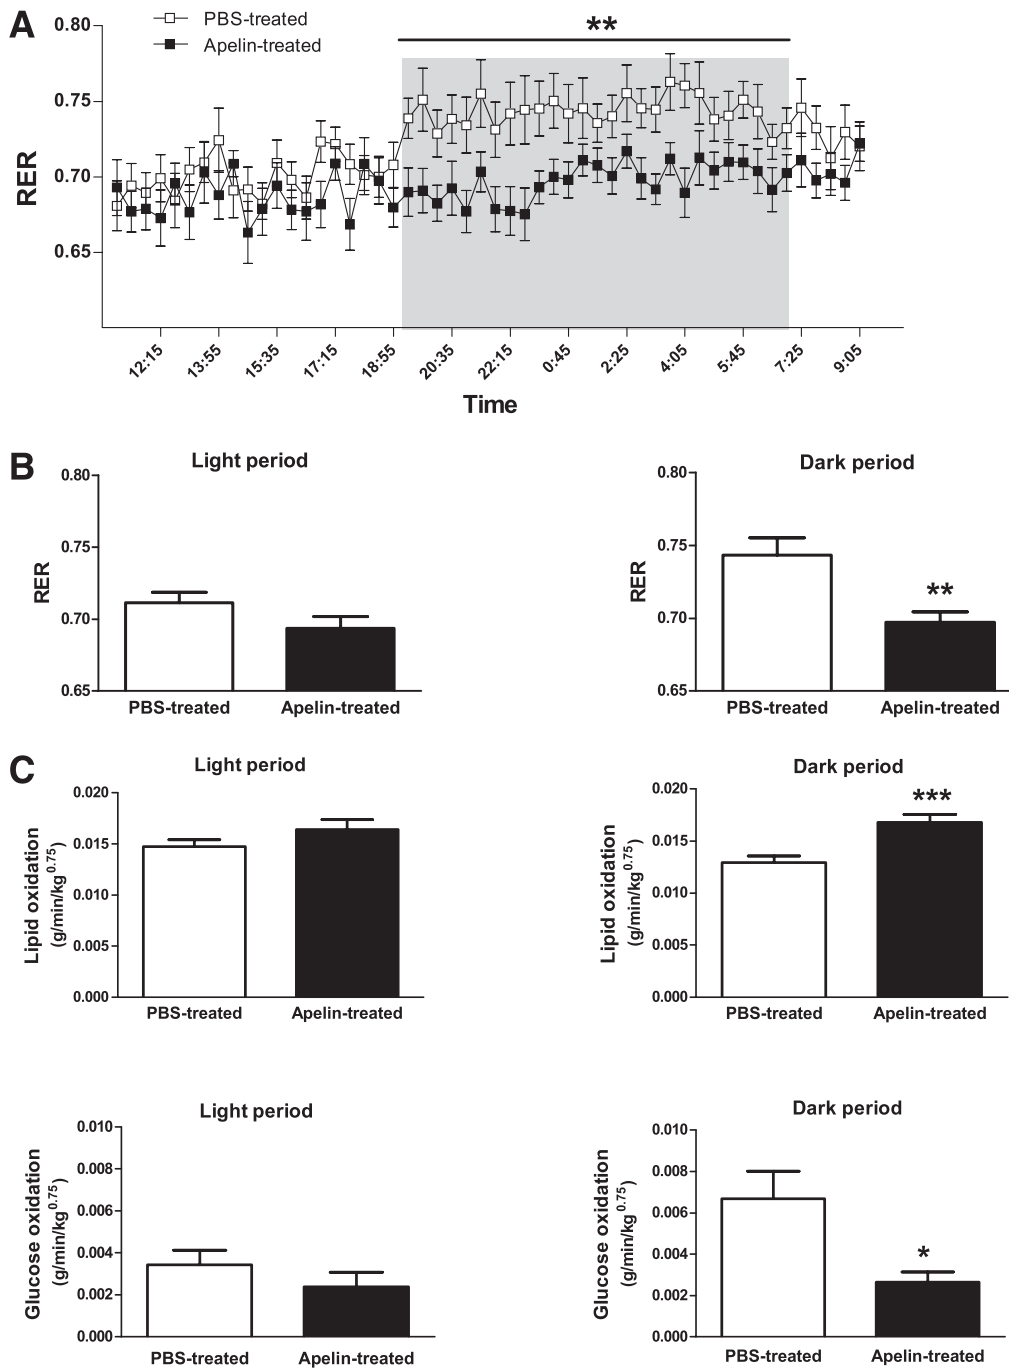 A
PBS-treated
Apelin-treated
**
0.80
0.75
0.70
0.65
RER
12:15 13:55 15:35 17:15 18:55 20:35 22:15 0:45 2:25 4:05 5:45 7:25 9:05
Time
B
Light period
0.80
0.75
0.70
0.65
RER
PBS-treated Apelin-treated
Dark period
0.80
0.75
0.70
0.65
RER
**
PBS-treated Apelin-treated
C
Light period
0.020
0.015
0.010
0.005
0.000
Lipid oxidation
(g/min/kg0.75)
PBS-treated Apelin-treated
Dark period
0.020
0.015
0.010
0.005
0.000
Lipid oxidation
(g/min/kg0.75)
***
PBS-treated Apelin-treated
Light period
0.010
0.008
0.006
0.004
0.002
0.000
Glucose oxidation
(g/min/kg0.75)
PBS-treated Apelin-treated
Dark period
0.010
0.008
0.006
0.004
0.002
0.000
Glucose oxidation
(g/min/kg0.75)
*
PBS-treated Apelin-treated